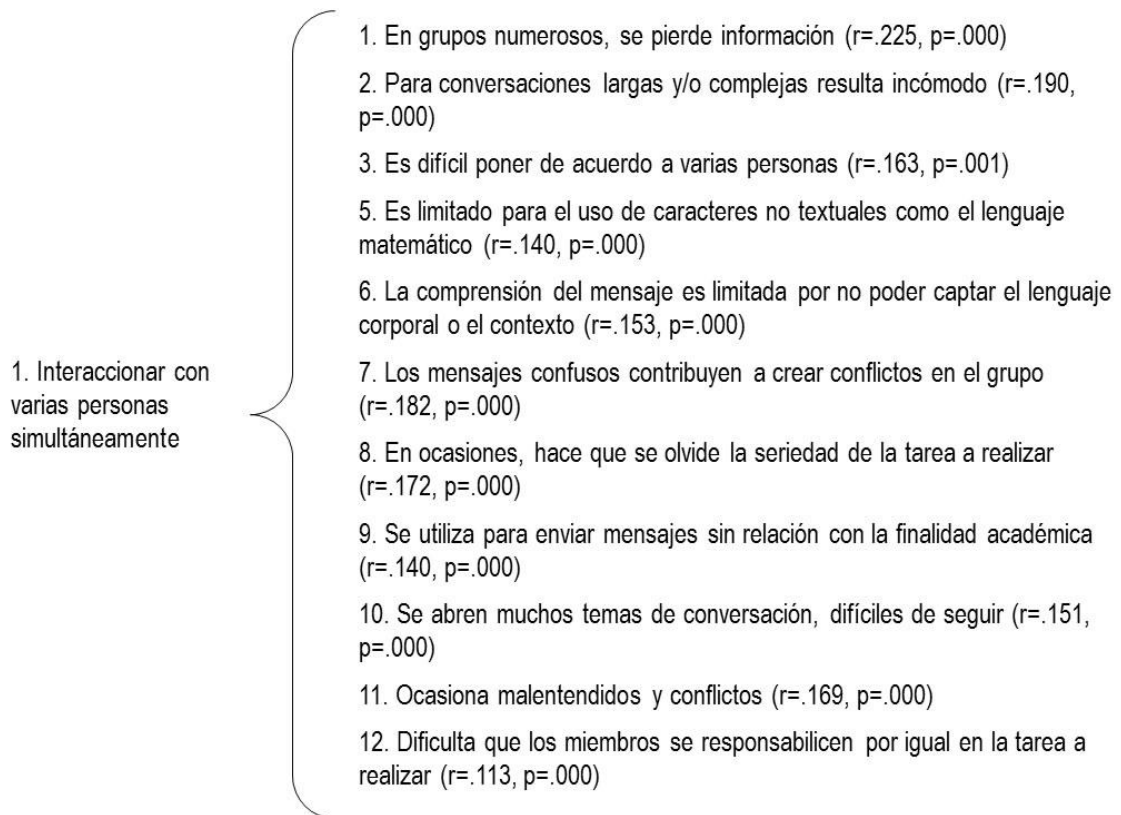 1. En grupos numerosos, se pierde información (r=.225, p=.000)
2. Para conversaciones largas y/o complejas resulta incómodo (r=.190,
p=.000)
3. Es difícil poner de acuerdo a varias personas (r=.163, p=.001)
5. Es limitado para el uso de caracteres no textuales como el lenguaje
matemático (r=.140, p=.000)
6. La comprensión del mensaje es limitada por no poder captar el lenguaje
corporal o el contexto (r=.153, p=.000)
1. Interaccionar con
varias personas
simultáneamente
7. Los mensajes confusos contribuyen a crear conflictos en el grupo
(r=.182, p=.000)
8. En ocasiones, hace que se olvide la seriedad de la tarea a realizar
(r=.172, p=.000)
9. Se utiliza para enviar mensajes sin relación con la finalidad académica
(r=.140, p=.000)
10. Se abren muchos temas de conversación, difíciles de seguir (r=.151,
p=.000)
11. Ocasiona malentendidos y conflictos (r=.169, p=.000)
12. Dificulta que los miembros se responsabilicen por igual en la tarea a
realizar (r=.113, p=.000)